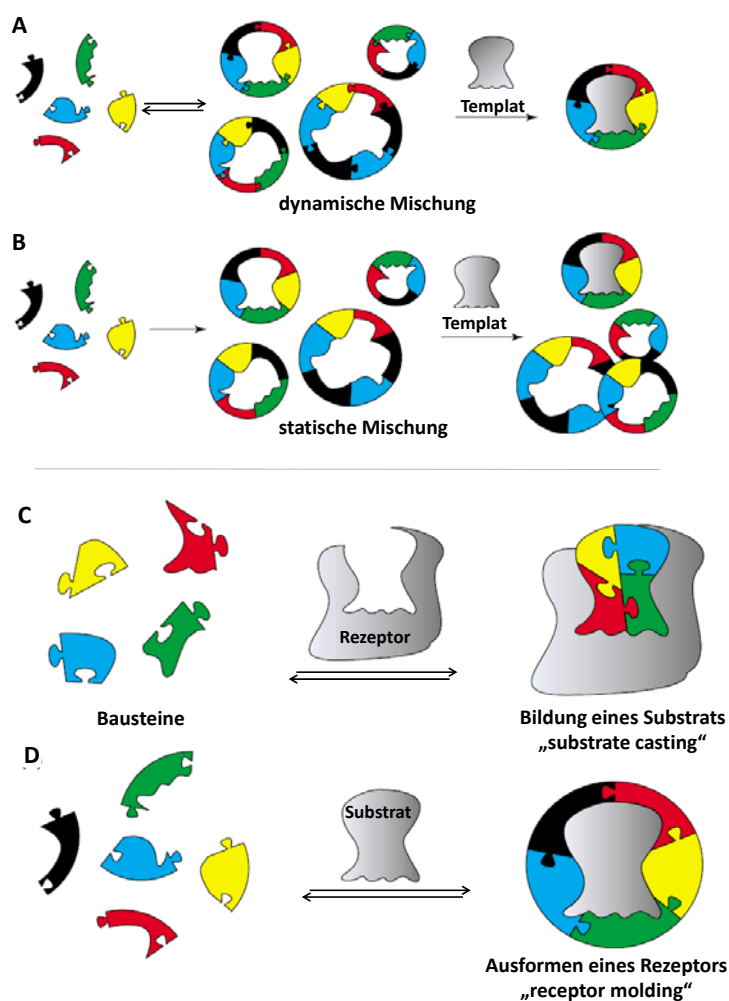 A
Templat
dynamische Mischung
B
Templat
statische Mischung
C
Rezeptor
Bausteine
Bildung eines Substrats
„substrate casting“
D
Substrat
Ausformen eines Rezeptors
„receptor molding“